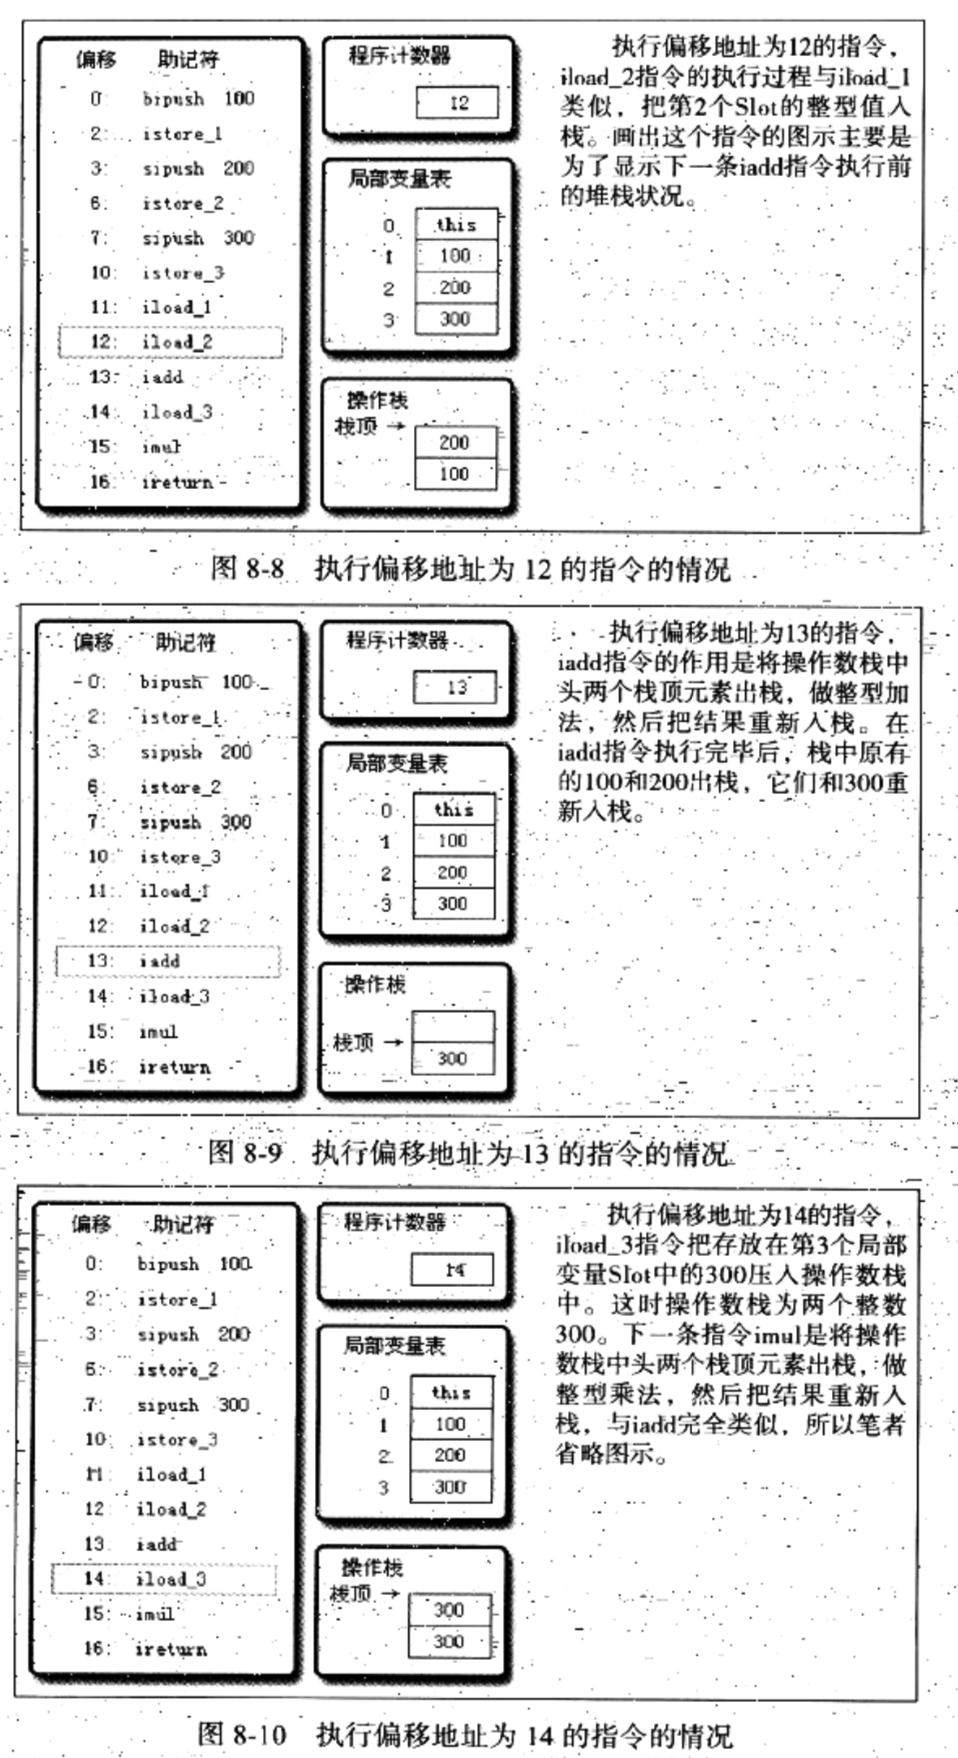 偏移 助记符
0: bipush 100
2: istore_1
3: sipush 200
6: istore_2
7: sipush 300
10: istore_3
11: iload_1
12: iload_2
13: iadd
14: iload_3
15: imul
16: ireturn
程序计数器
12
局部变量表
0 this
1 100
2 200
3 300
操作栈
栈顶 →
200
100
执行偏移地址为12的指令，
iload_2指令的执行过程与iload_1
类似，把第2个Slot的整型值入
栈。画出这个指令的图示主要是
为了显示下一条iadd指令执行前
的堆栈状况。
图 8-8 执行偏移地址为 12 的指令的情况
偏移 助记符
0: bipush 100
2: istore_1
3: sipush 200
6: istore_2
7: sipush 300
10: istore_3
11: iload_1
12: iload_2
13: iadd
14: iload_3
15: imul
16: ireturn
程序计数器
13
局部变量表
0 this
1 100
2 200
3 300
操作栈
栈顶 →
300
执行偏移地址为13的指令，
iadd指令的作用是将操作数栈中
头两个栈顶元素出栈，做整型加
法，然后把结果重新入栈。在
iadd指令执行完毕后，栈中原有
的100和200出栈，它们和300重
新入栈。
图 8-9 执行偏移地址为 13 的指令的情况
偏移 助记符
0: bipush 100
2: istore_1
3: sipush 200
6: istore_2
7: sipush 300
10: istore_3
11: iload_1
12: iload_2
13: iadd
14: iload_3
15: imul
16: ireturn
程序计数器
14
局部变量表
0 this
1 100
2 200
3 300
操作栈
栈顶 →
300
300
执行偏移地址为14的指令，
iload_3指令把存放在第3个局部
变量Slot中的300压入操作数栈
中。这时操作数栈为两个整数
300。下一条指令imul是将操作
数栈中头两个栈顶元素出栈，做
整型乘法，然后把结果重新入
栈，与iadd完全类似，所以笔者
省略图示。
图 8-10 执行偏移地址为 14 的指令的情况